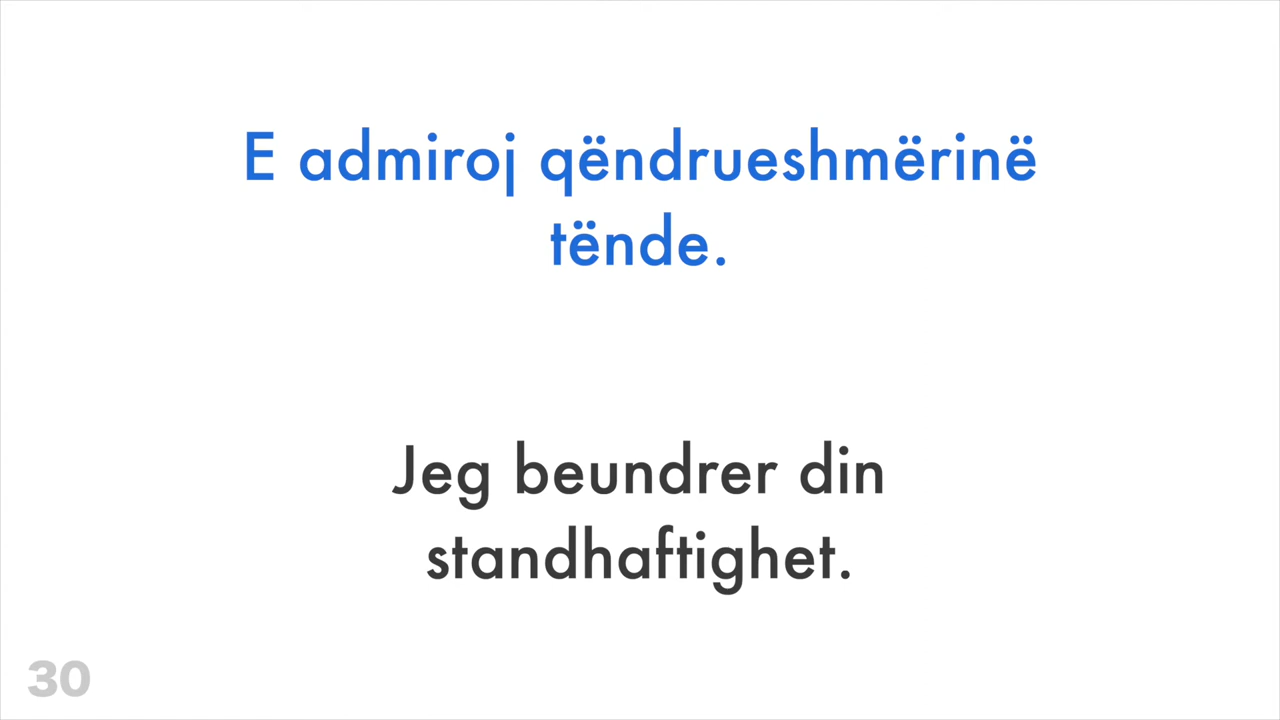 E admiroj qëndrueshmërinë
tënde.
Jeg beundrer din
standhaftighet.
30